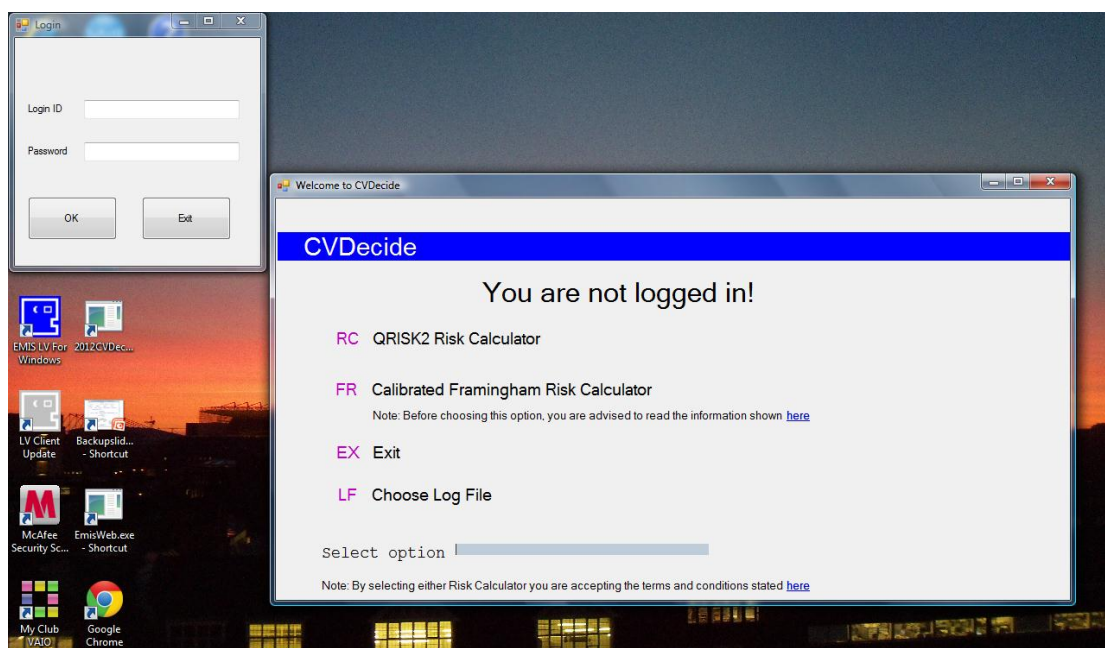 Login
Login ID
Password
OK
Exit
Welcome to CVDecide
CVDecide
You are not logged in!
RC QRISK2 Risk Calculator
FR Calibrated Framingham Risk Calculator
Note: Before choosing this option, you are advised to read the information shown here
EX Exit
LF Choose Log File
Select option
Note: By selecting either Risk Calculator you are accepting the terms and conditions stated here
EMIS LV For
Windows
2012CVDec...
LV Client
Update
Backupslid...
- Shortcut
McAfee
Security Sc...
EmisWeb.exe
- Shortcut
My Club
VAIO
Google
Chrome